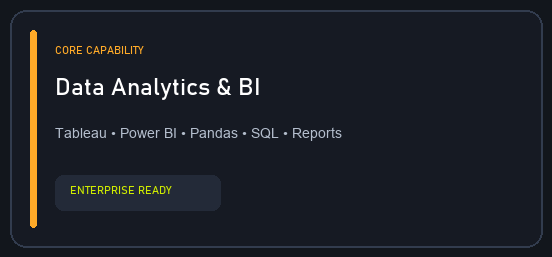 CORE CAPABILITY
Data Analytics & BI
Tableau • Power BI • Pandas • SQL • Reports
ENTERPRISE READY